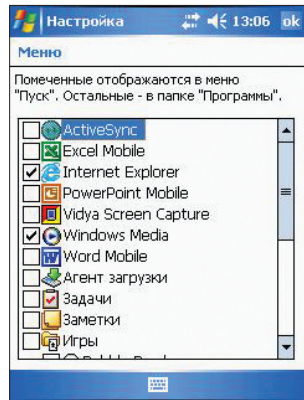 Настройка 13:06 ok
Меню
Помеченные отображаются в меню
"Пуск". Остальные - в папке "Программы".
ActiveSync
Excel Mobile
Internet Explorer
PowerPoint Mobile
Vidya Screen Capture
Windows Media
Word Mobile
Агент загрузки
Задачи
Заметки
Игры